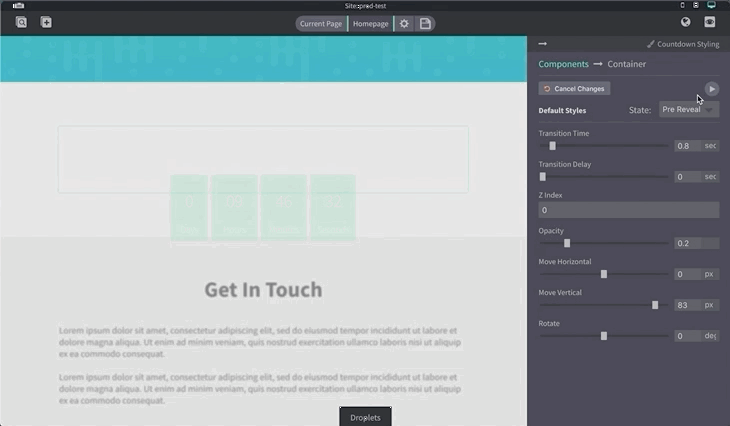 Site:pred-test
Current Page
Homepage
Countdown Styling
Components → Container
Cancel Changes
Default Styles
State:
Pre Reveal
Transition Time
0.8 sec
Transition Delay
0 sec
Z Index
0
Opacity
0.2
Move Horizontal
0 px
Move Vertical
83 px
Rotate
0 deg
0 09
Get In Touch
Lorem ipsum dolor sit amet, consectetur adipiscing elit, sed do eiusmod tempor incididunt ut labore et
dolore magna aliqua. Ut enim ad minim veniam, quis nostrud exercitation ullamco laboris nisi ut aliquip
ex ea commodo consequat.
Lorem ipsum dolor sit amet, consectetur adipiscing elit, sed do eiusmod tempor incididunt ut labore et
dolore magna aliqua. Ut enim ad minim veniam, quis nostrud exercitation ullamco laboris nisi ut aliquip
ex ea commodo consequat.
Droplets